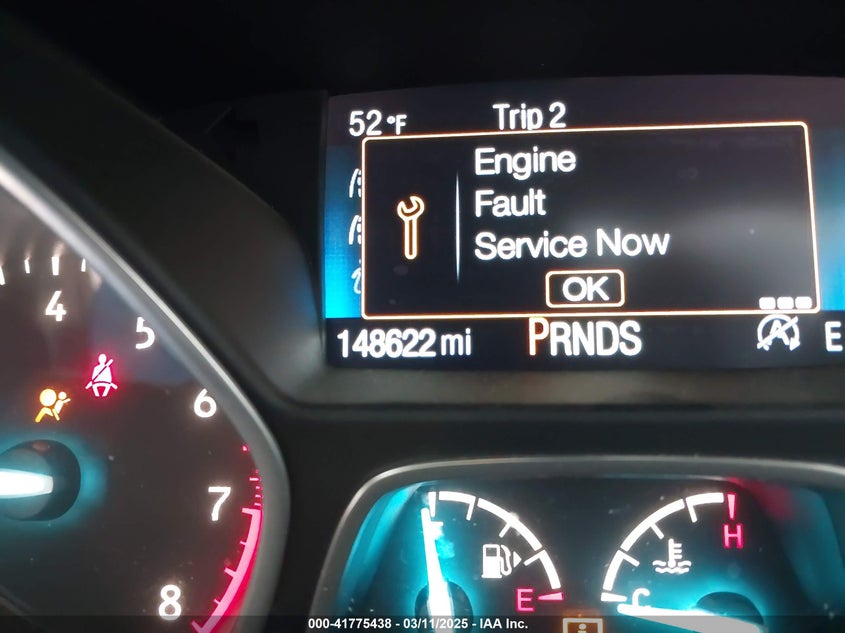 52 °F Trip 2
Engine
Fault
Service Now
OK
148622 mi PRNDS A E
4
5
6
7
8
E
H
C
000-41775438 - 03/11/2025 - IAA Inc.